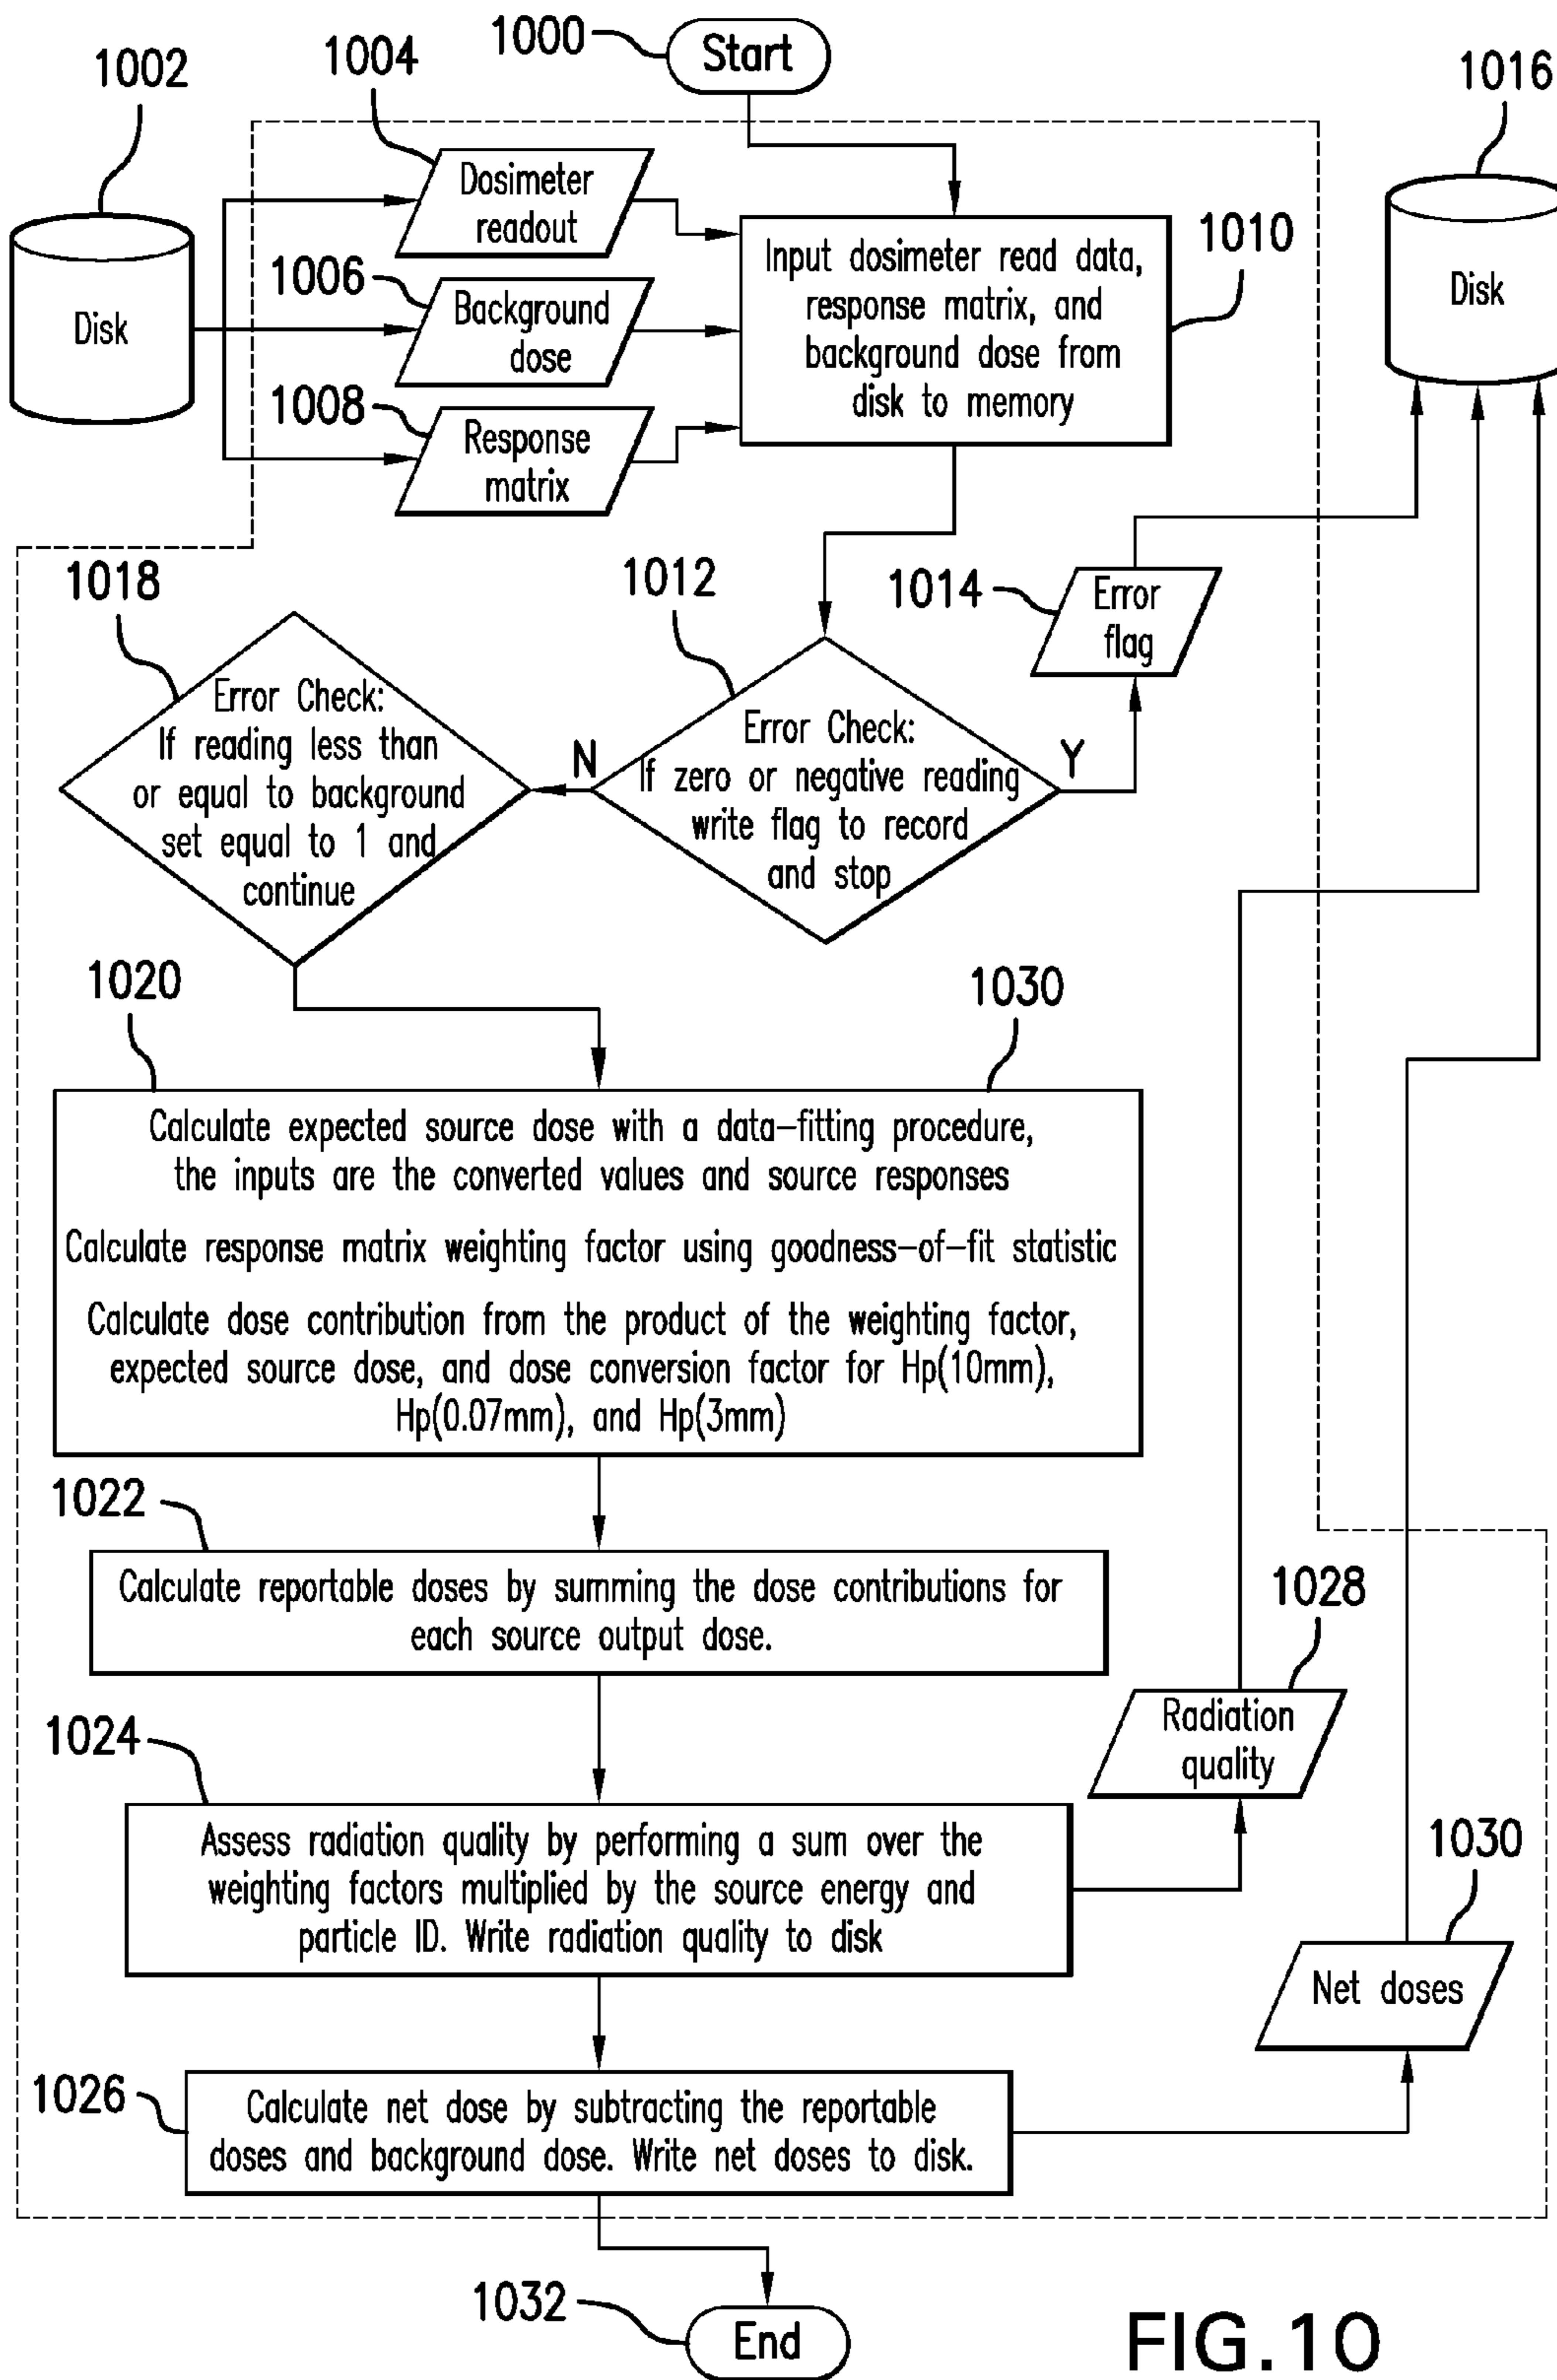 1000
Start
1002
1004
1016
Dosimeter
readout
1010
Disk
1006
Background
dose
Input dosimeter read data,
response matrix, and
background dose from
disk to memory
Disk
1008
Response
matrix
1018
1012
1014
Error
flag
Error Check:
If reading less than
or equal to background
set equal to 1 and
continue
N
Error Check:
If zero or negative reading
write flag to record
and stop
Y
1020
1030
Calculate expected source dose with a data-fitting procedure,
the inputs are the converted values and source responses
Calculate response matrix weighting factor using goodness-of-fit statistic
Calculate dose contribution from the product of the weighting factor,
expected source dose, and dose conversion factor for Hp(10mm),
Hp(0.07mm), and Hp(3mm)
1022
Calculate reportable doses by summing the dose contributions for
each source output dose.
1028
Radiation
quality
1024
Assess radiation quality by performing a sum over the
weighting factors multiplied by the source energy and
particle ID. Write radiation quality to disk
1030
Net doses
1026
Calculate net dose by subtracting the reportable
doses and background dose. Write net doses to disk.
1032
End
FIG.10